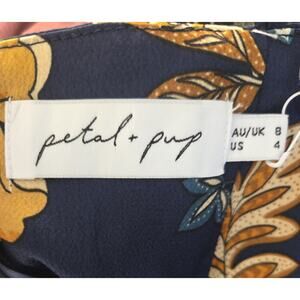 petal + pup
AU/UK 8
US 4